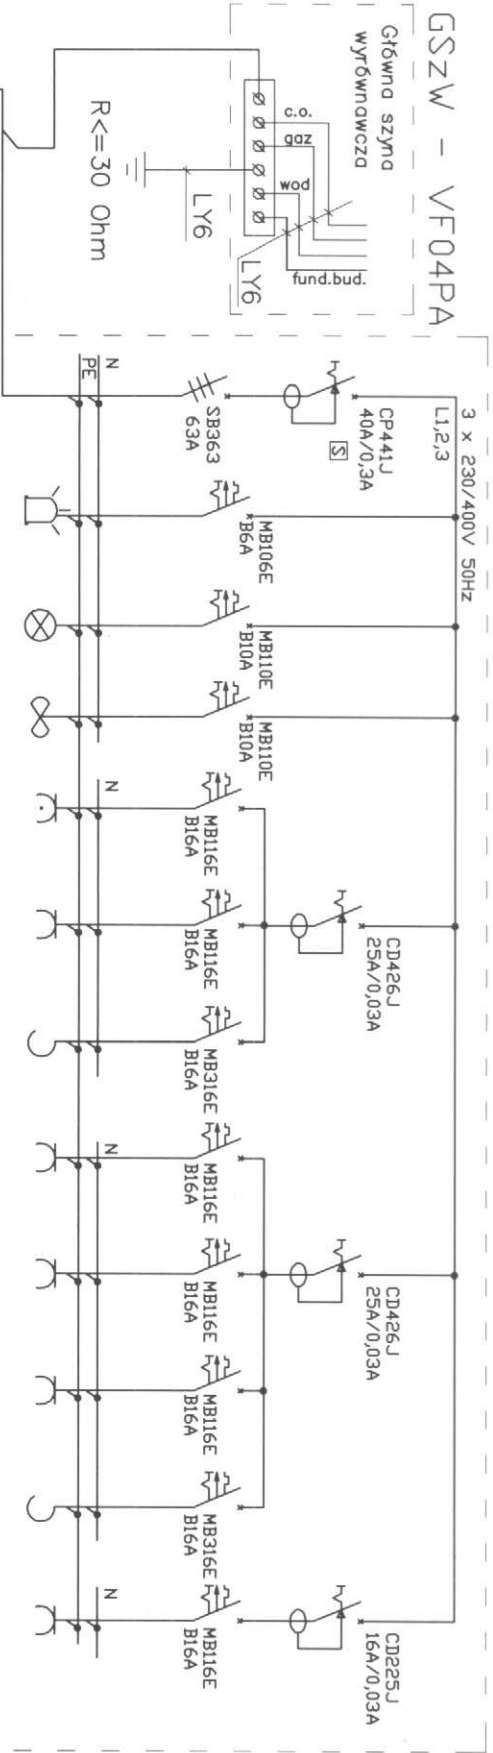 GSzW - VF04PA
Główna szyna
wyrównawcza
c.o.
gaz
wod
fund.bud.
LY6
LY6
R<=30 Ohm
3 x 230/400V 50Hz
L1,2,3
CP441J
40A/0,3A
S
SB363
63A
N
PE
MB106E
B6A
MB110E
B10A
MB110E
B10A
CD426J
25A/0,03A
MB116E
B16A
MB116E
B16A
MB316E
B16A
N
CD426J
25A/0,03A
MB116E
B16A
MB116E
B16A
MB116E
B16A
MB316E
B16A
N
CD225J
16A/0,03A
MB116E
B16A
N